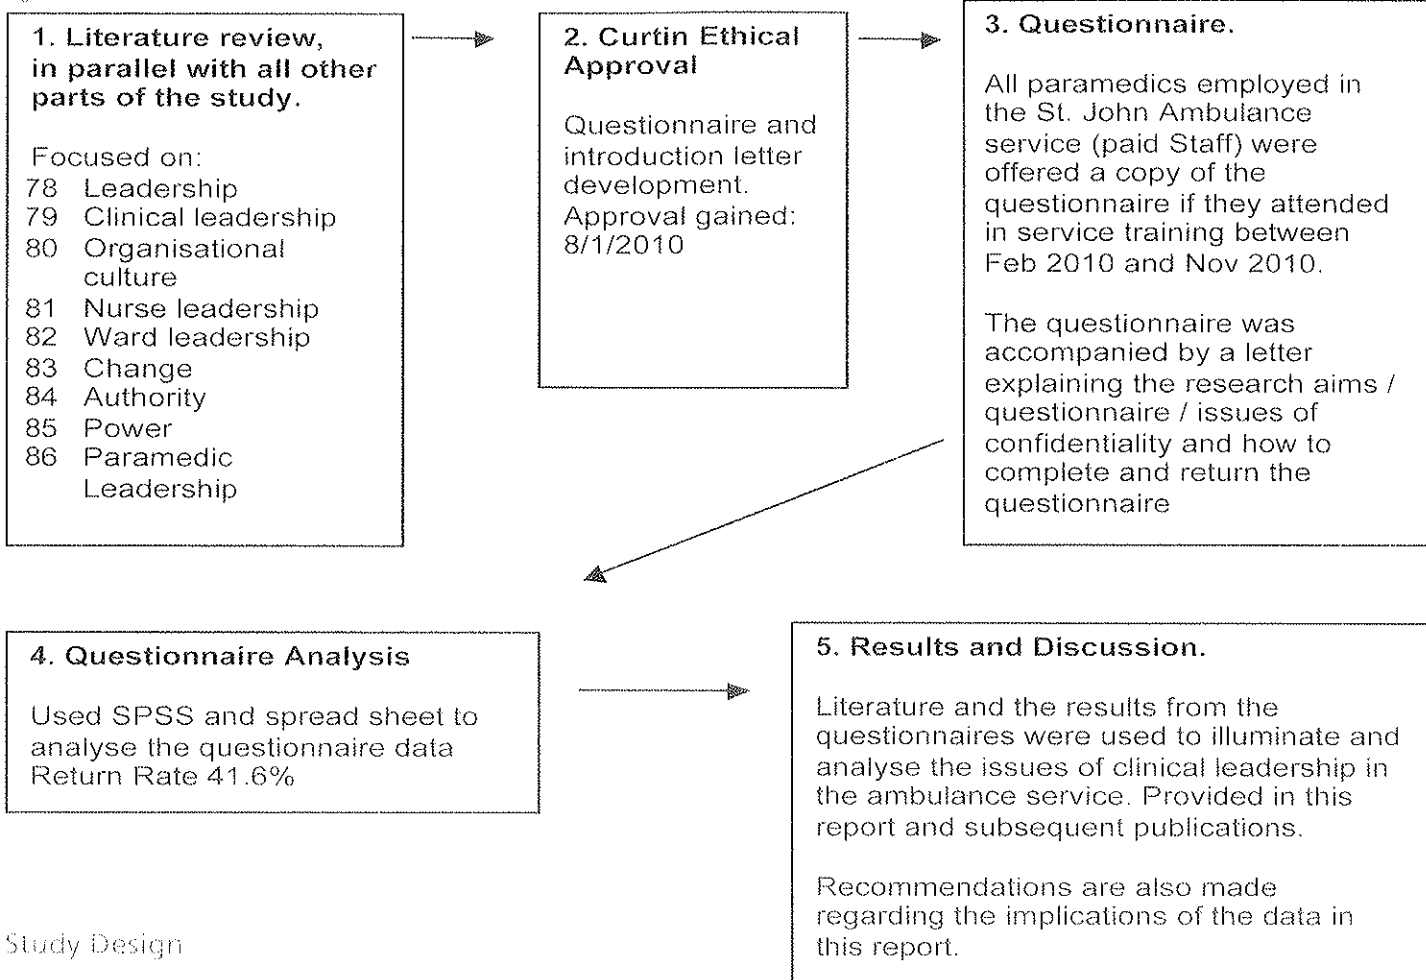 1. Literature review,
in parallel with all other
parts of the study.
Focused on:
78 Leadership
79 Clinical leadership
80 Organisational
culture
81 Nurse leadership
82 Ward leadership
83 Change
84 Authority
85 Power
86 Paramedic
Leadership
2. Curtin Ethical
Approval
Questionnaire and
introduction letter
development.
Approval gained:
8/1/2010
3. Questionnaire.
All paramedics employed in
the St. John Ambulance
service (paid Staff) were
offered a copy of the
questionnaire if they attended
in service training between
Feb 2010 and Nov 2010.
The questionnaire was
accompanied by a letter
explaining the research aims /
questionnaire / issues of
confidentiality and how to
complete and return the
questionnaire
4. Questionnaire Analysis
Used SPSS and spread sheet to
analyse the questionnaire data
Return Rate 41.6%
5. Results and Discussion.
Literature and the results from the
questionnaires were used to illuminate and
analyse the issues of clinical leadership in
the ambulance service. Provided in this
report and subsequent publications.
Recommendations are also made
regarding the implications of the data in
this report.
Study Design